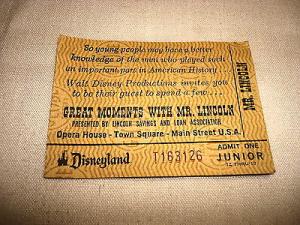 So young people may have a better
knowledge of the men who played such
an important part in American History...
Walt Disney Productions invites you
to be their guest to spend a few....
GREAT MOMENTS WITH MR. LINCOLN
PRESENTED BY LINCOLN SAVINGS AND LOAN ASSOCIATION
Opera House - Town Square - Main Street U.S.A.
Disneyland T163126
MR. LINCOLN
ADMIT ONE
JUNIOR